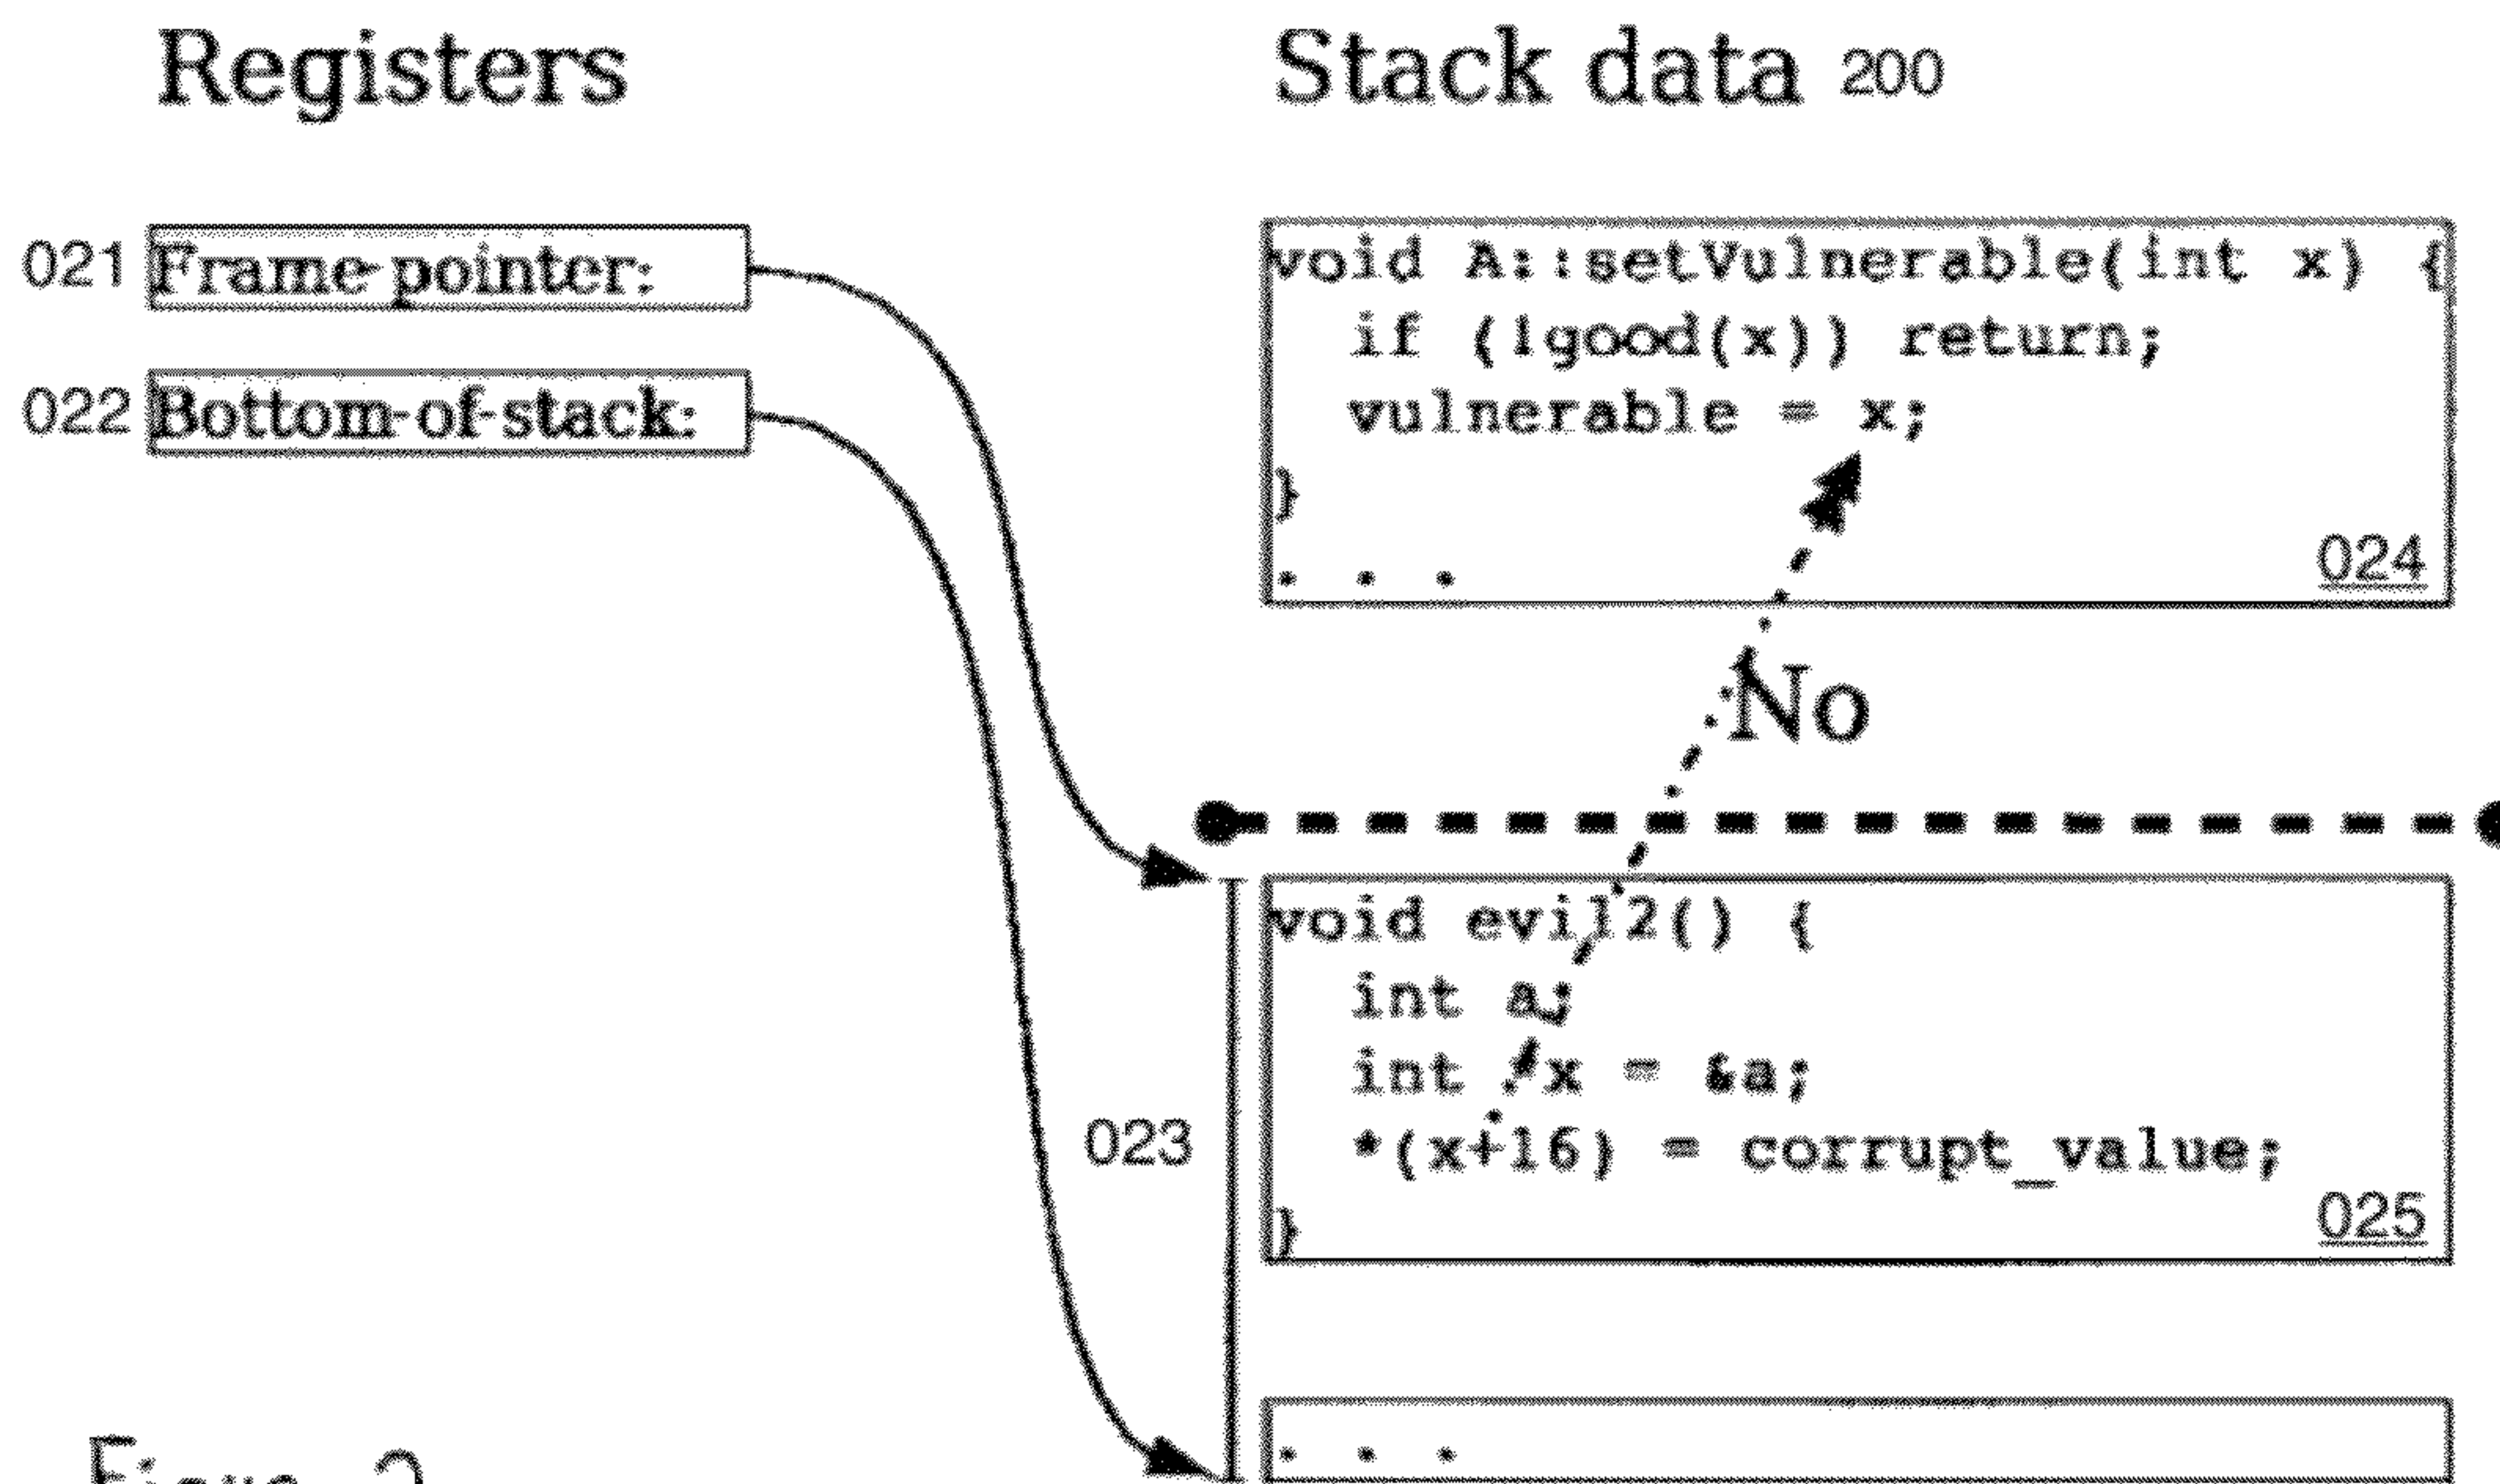 Registers
Stack data 200
021 Frame-pointer:
022 Bottom-of-stack:
void A::setVulnerable(int x) {
if (!good(x)) return;
vulnerable = x;
}
. . .
024
No
void evil2() {
int a;
int *x = &a;
*(x+16) = corrupt_value;
}
025
023
. . .